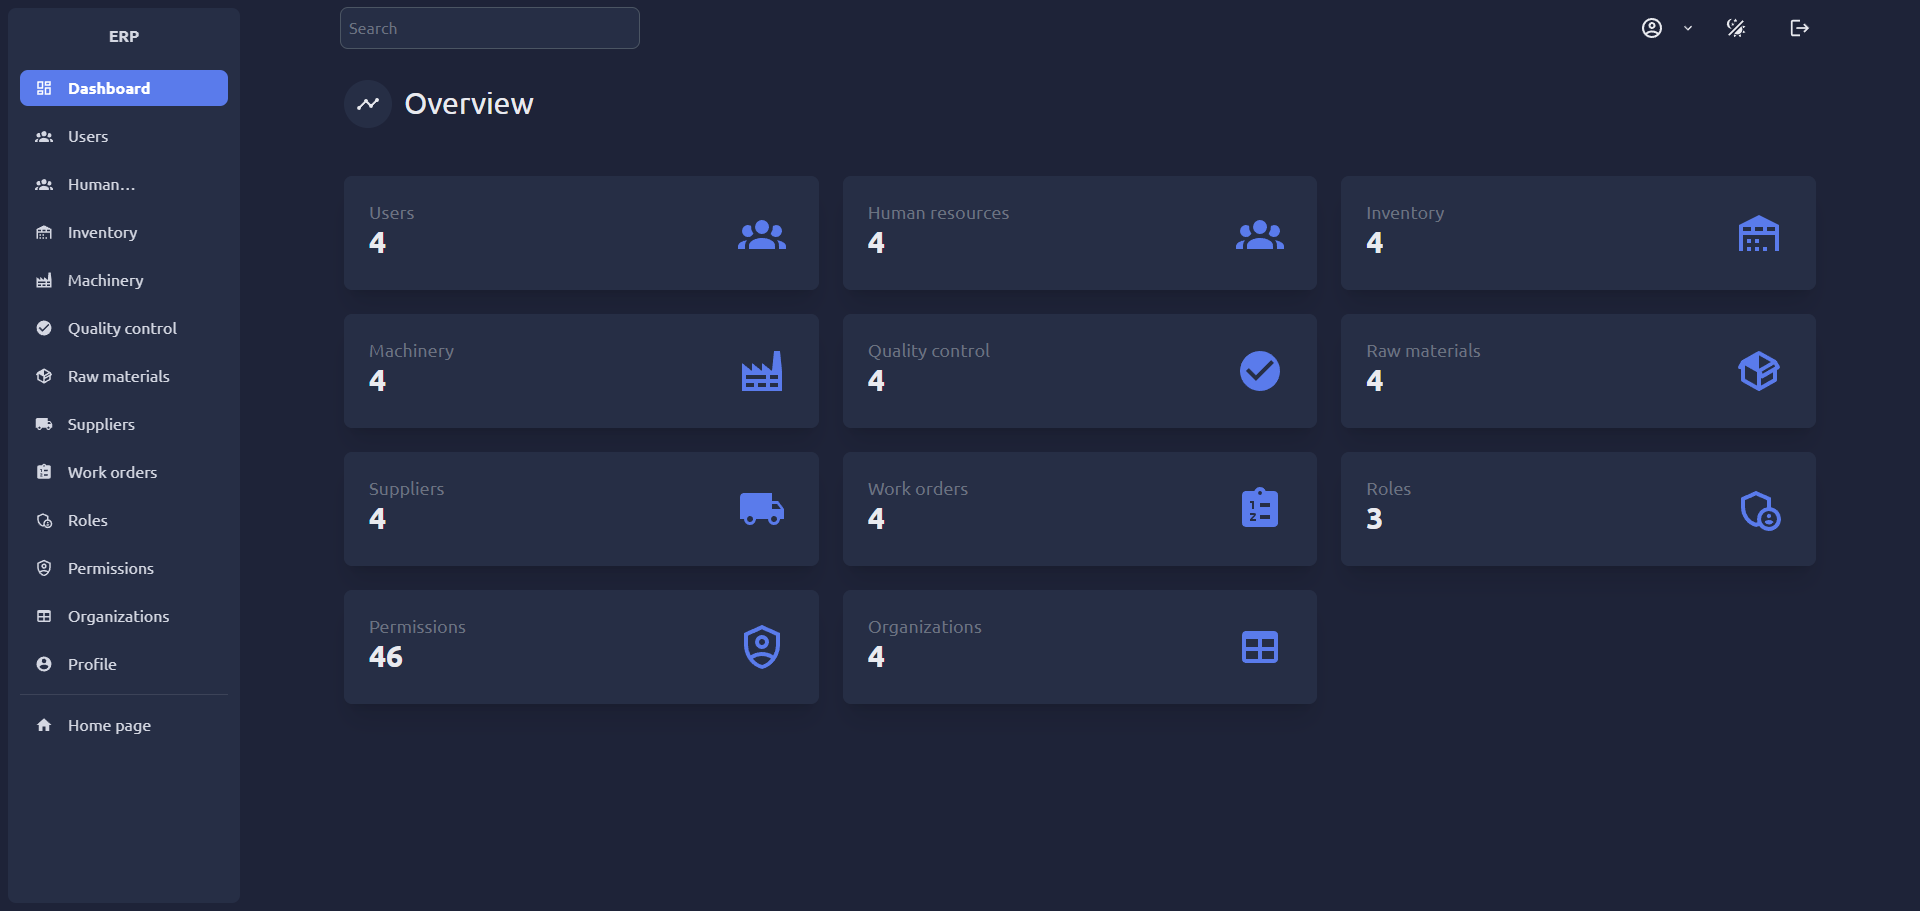 ERP
Dashboard
Users
Human...
Inventory
Machinery
Quality control
Raw materials
Suppliers
Work orders
Roles
Permissions
Organizations
Profile
Home page
Search
Overview
Users
4
Human resources
4
Inventory
4
Machinery
4
Quality control
4
Raw materials
4
Suppliers
4
Work orders
4
Roles
3
Permissions
46
Organizations
4